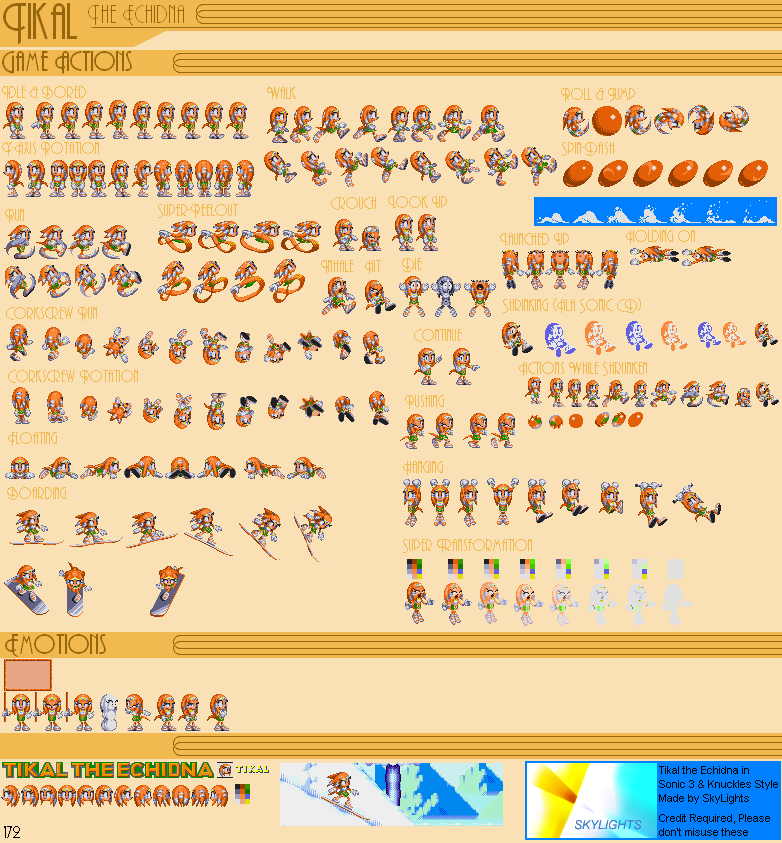 TIKAL THE ECHIDNA
GAME ACTIONS
IDLE & BORED
WALK
ROLL & JUMP
Y-AXIS ROTATION
SPIN-DASH
RUN
SUPER-PEELOUT
CROUCH
LOOK UP
LAUNCHED UP
HOLDING ON
INHALE
HIT
DIE
CORKSCREW RUN
SHRINKING (ALA SONIC CD)
CONTINUE
ACTIONS WHILE SHRUNKEN
CORKSCREW ROTATION
PUSHING
FLOATING
HANGING
BOARDING
SUPER TRANSFORMATION
EMOTIONS
TIKAL THE ECHIDNA
TIKAL
172
SKYLIGHTS
Tikal the Echidna in
Sonic 3 & Knuckles Style
Made by SkyLights
Credit Required, Please
don't misuse these